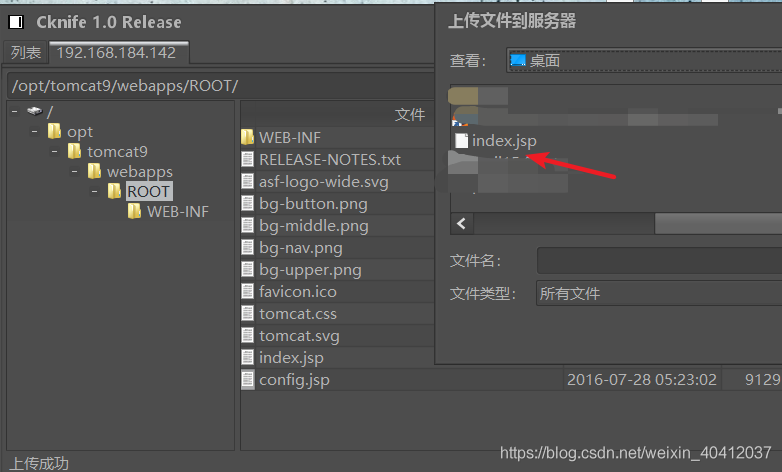 Cknife 1.0 Release
列表 192.168.184.142
/opt/tomcat9/webapps/ROOT/
/
opt
tomcat9
webapps
ROOT
WEB-INF
文件
WEB-INF
RELEASE-NOTES.txt
asf-logo-wide.svg
bg-button.png
bg-middle.png
bg-nav.png
bg-upper.png
favicon.ico
tomcat.css
tomcat.svg
index.jsp
config.jsp 2016-07-28 05:23:02 9129
上传成功
上传文件到服务器
查看: 桌面
index.jsp
文件名:
文件类型: 所有文件
https://blog.csdn.net/weixin_40412037